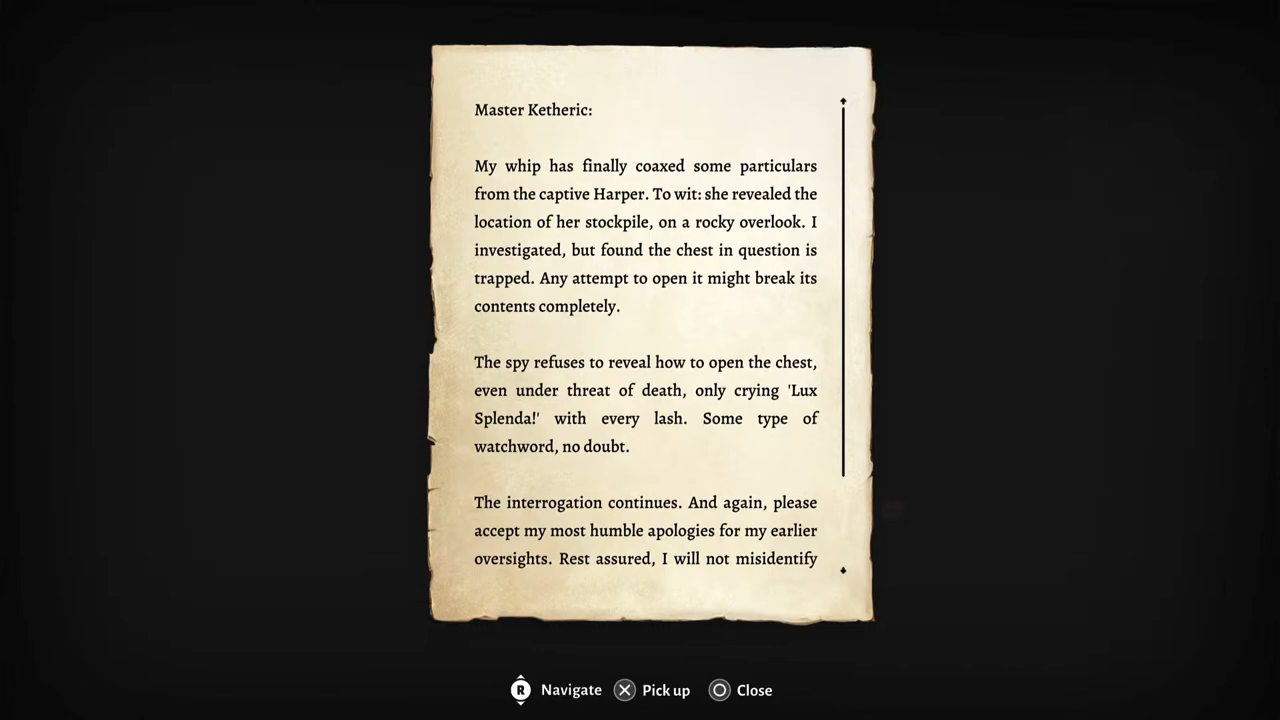 Master Ketheric:
My whip has finally coaxed some particulars
from the captive Harper. To wit: she revealed the
location of her stockpile, on a rocky overlook. I
investigated, but found the chest in question is
trapped. Any attempt to open it might break its
contents completely.
The spy refuses to reveal how to open the chest,
even under threat of death, only crying 'Lux
Splenda!' with every lash. Some type of
watchword, no doubt.
The interrogation continues. And again, please
accept my most humble apologies for my earlier
oversights. Rest assured, I will not misidentify
R Navigate Pick up Close